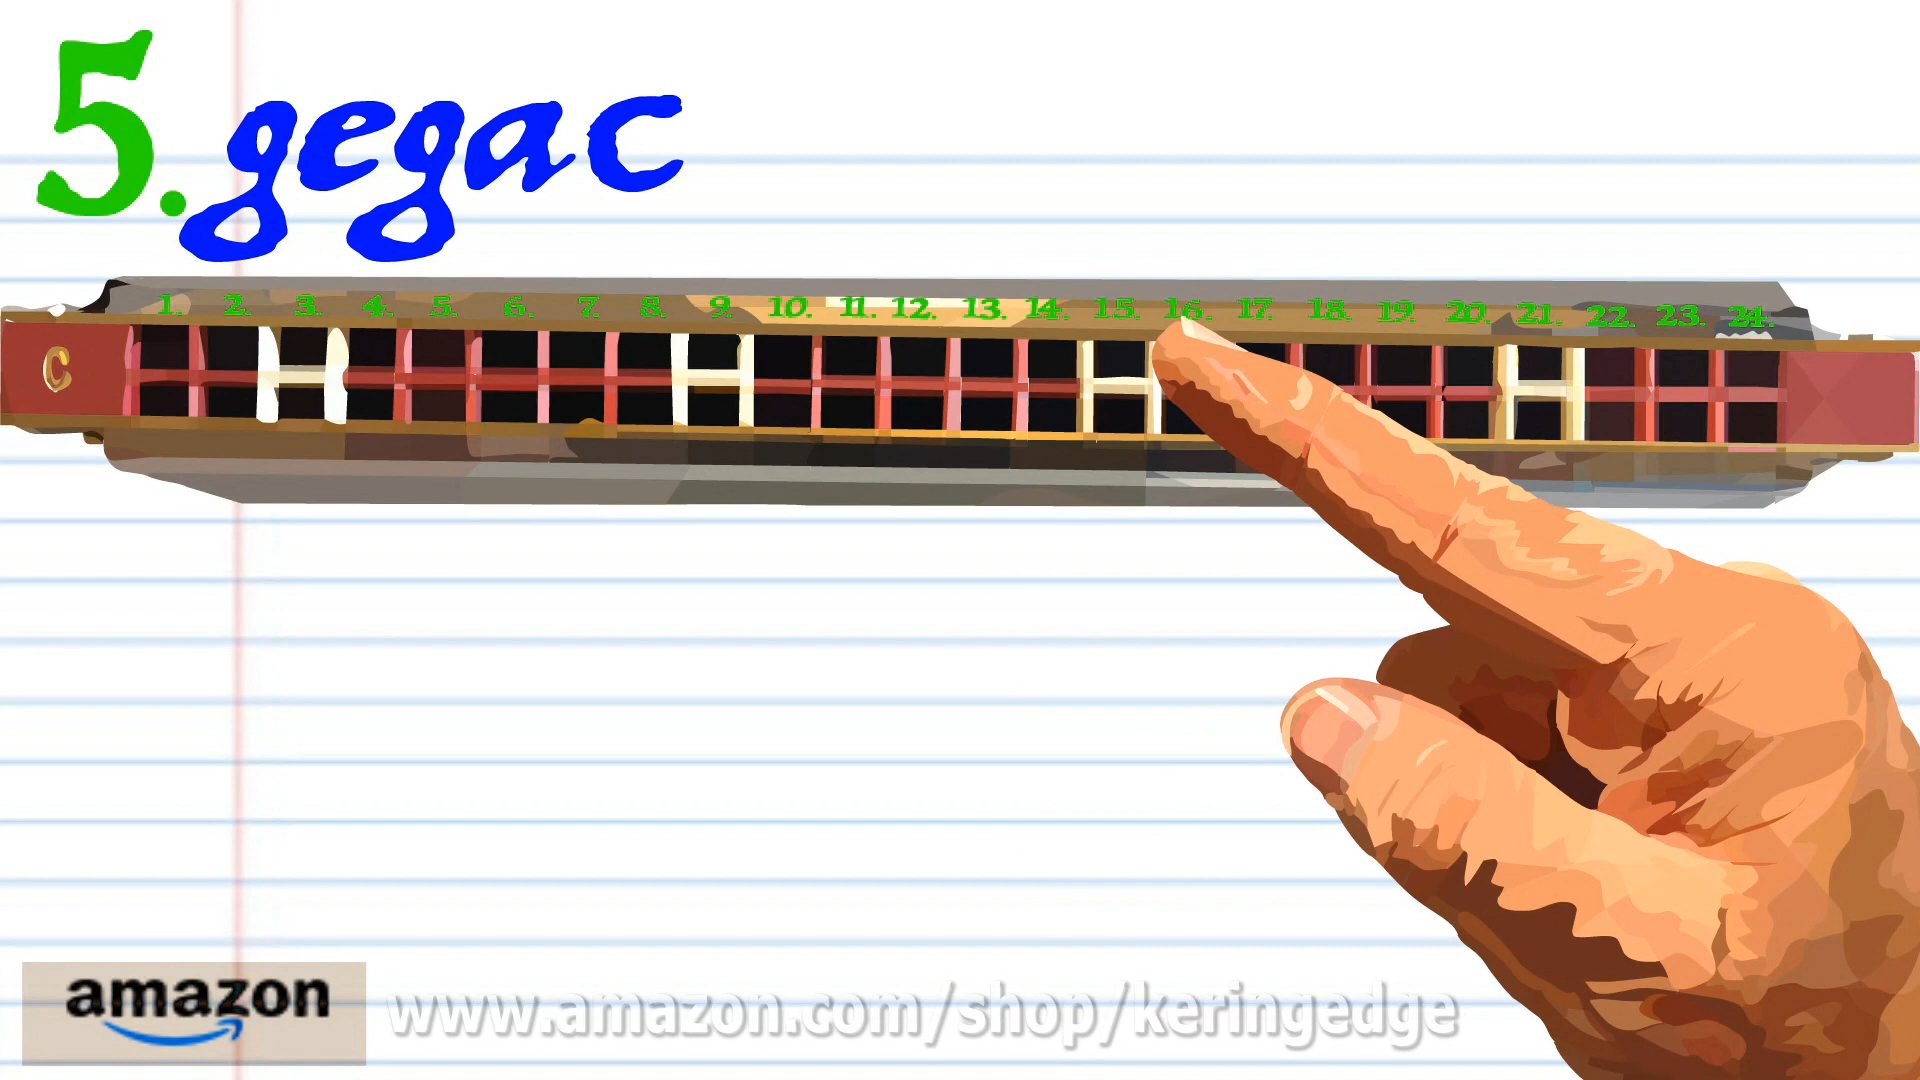 5. gegac
1. 2. 3. 4. 5. 6. 7. 8. 9. 10. 11. 12. 13. 14. 15. 16. 17. 18. 19. 20. 21. 22. 23. 24.
C
amazon www.amazon.com/shop/keringedge